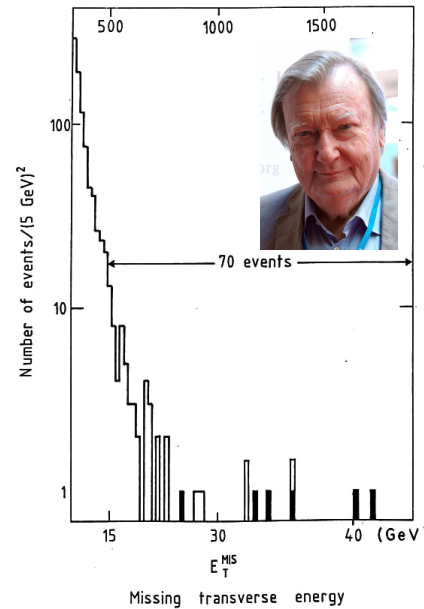 500 1000 1500
100
org
70 events
10
1
Number of events/(5 GeV)²
15 30 40 (GeV
E_T^MiS
Missing transverse energy